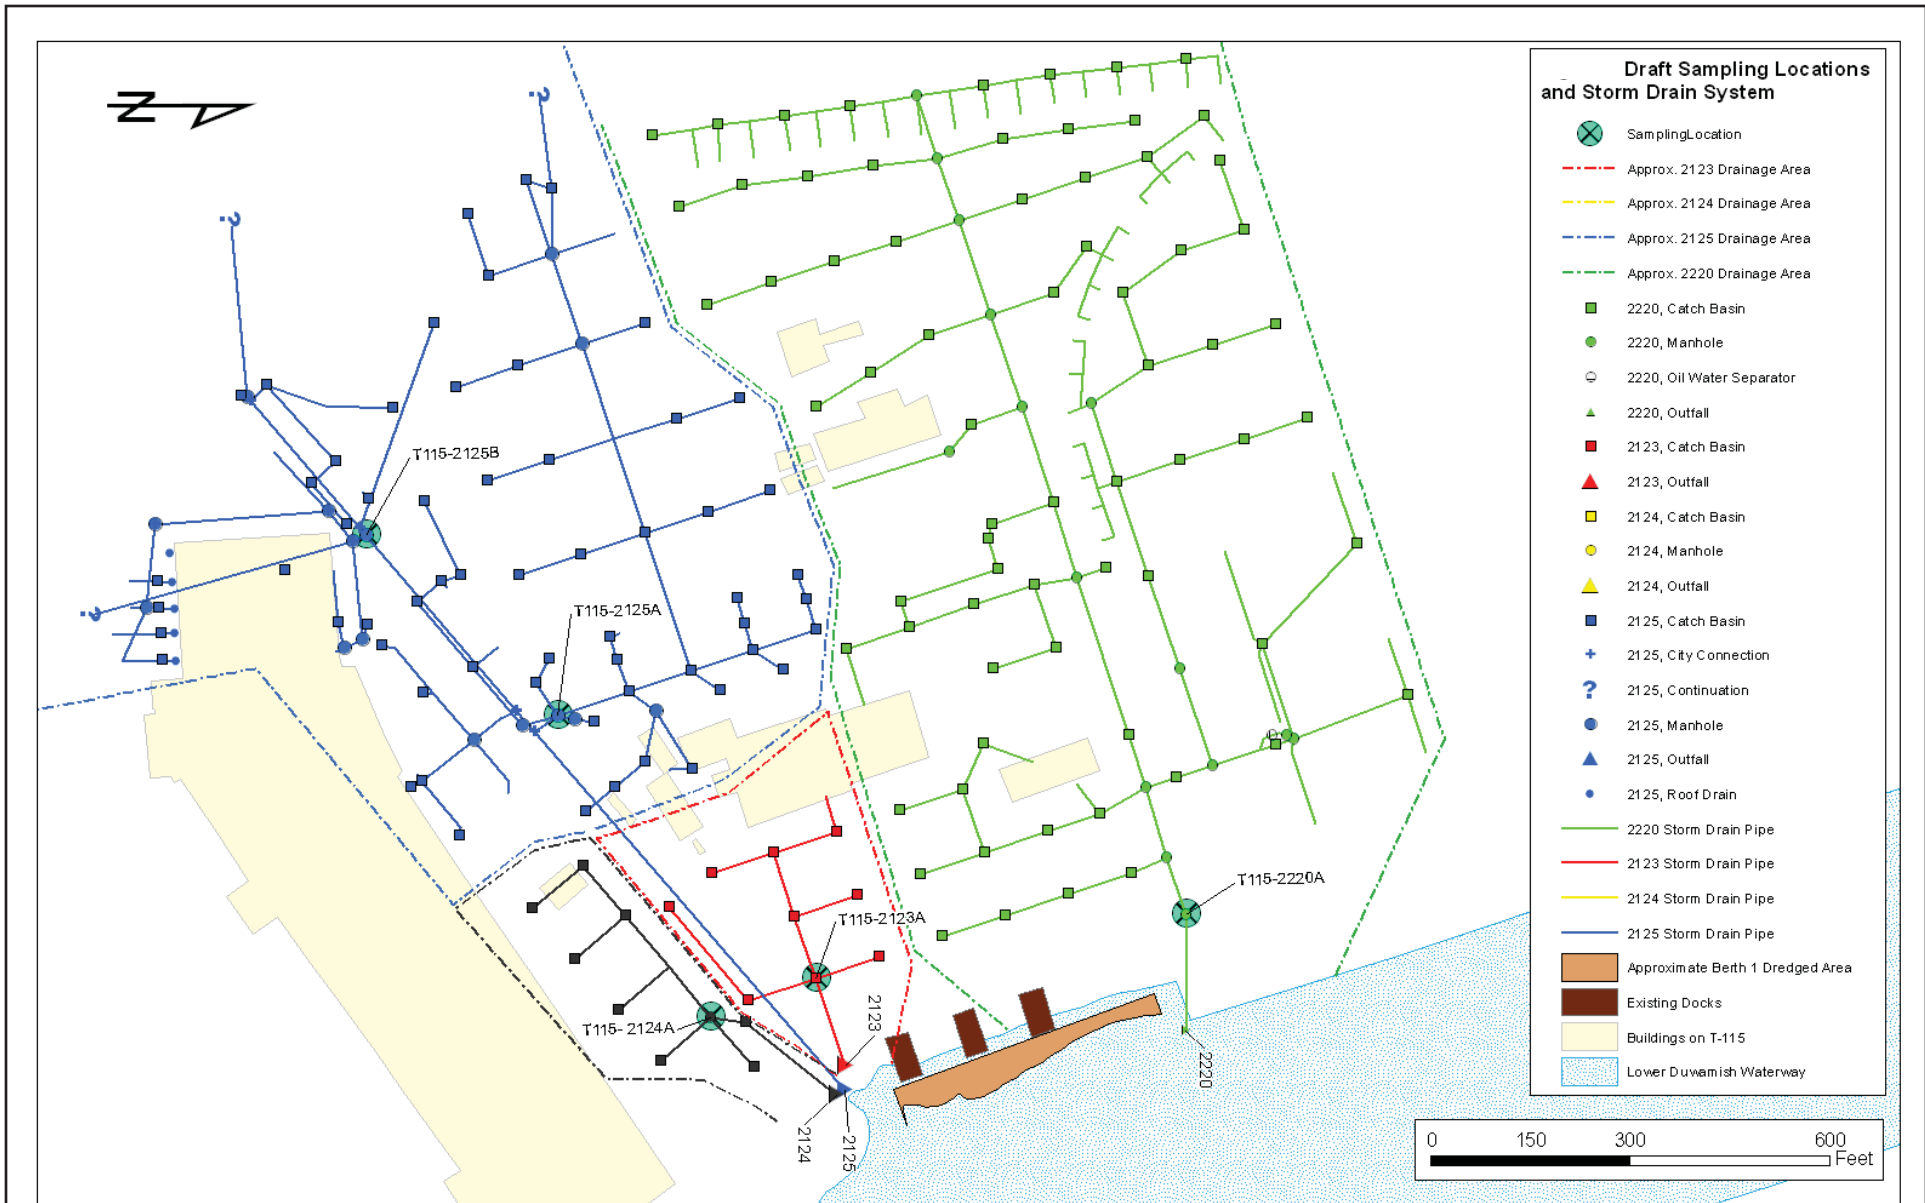 N
Draft Sampling Locations
and Storm Drain System
SamplingLocation
Approx. 2123 Drainage Area
Approx. 2124 Drainage Area
Approx. 2125 Drainage Area
Approx. 2220 Drainage Area
2220, Catch Basin
2220, Manhole
2220, Oil Water Separator
2220, Outfall
2123, Catch Basin
2123, Outfall
2124, Catch Basin
2124, Manhole
2124, Outfall
2125, Catch Basin
2125, City Connection
? 2125, Continuation
2125, Manhole
2125, Outfall
2125, Roof Drain
2220 Storm Drain Pipe
2123 Storm Drain Pipe
2124 Storm Drain Pipe
2125 Storm Drain Pipe
Approximate Berth 1 Dredged Area
Existing Docks
Buildings on T-115
Lower Duwamish Waterway
?
?
?
T115-2125B
T115-2125A
T115-2220A
T115-2123A
T115- 2124A
2123
2220
2124
2125
0 150 300 600
Feet